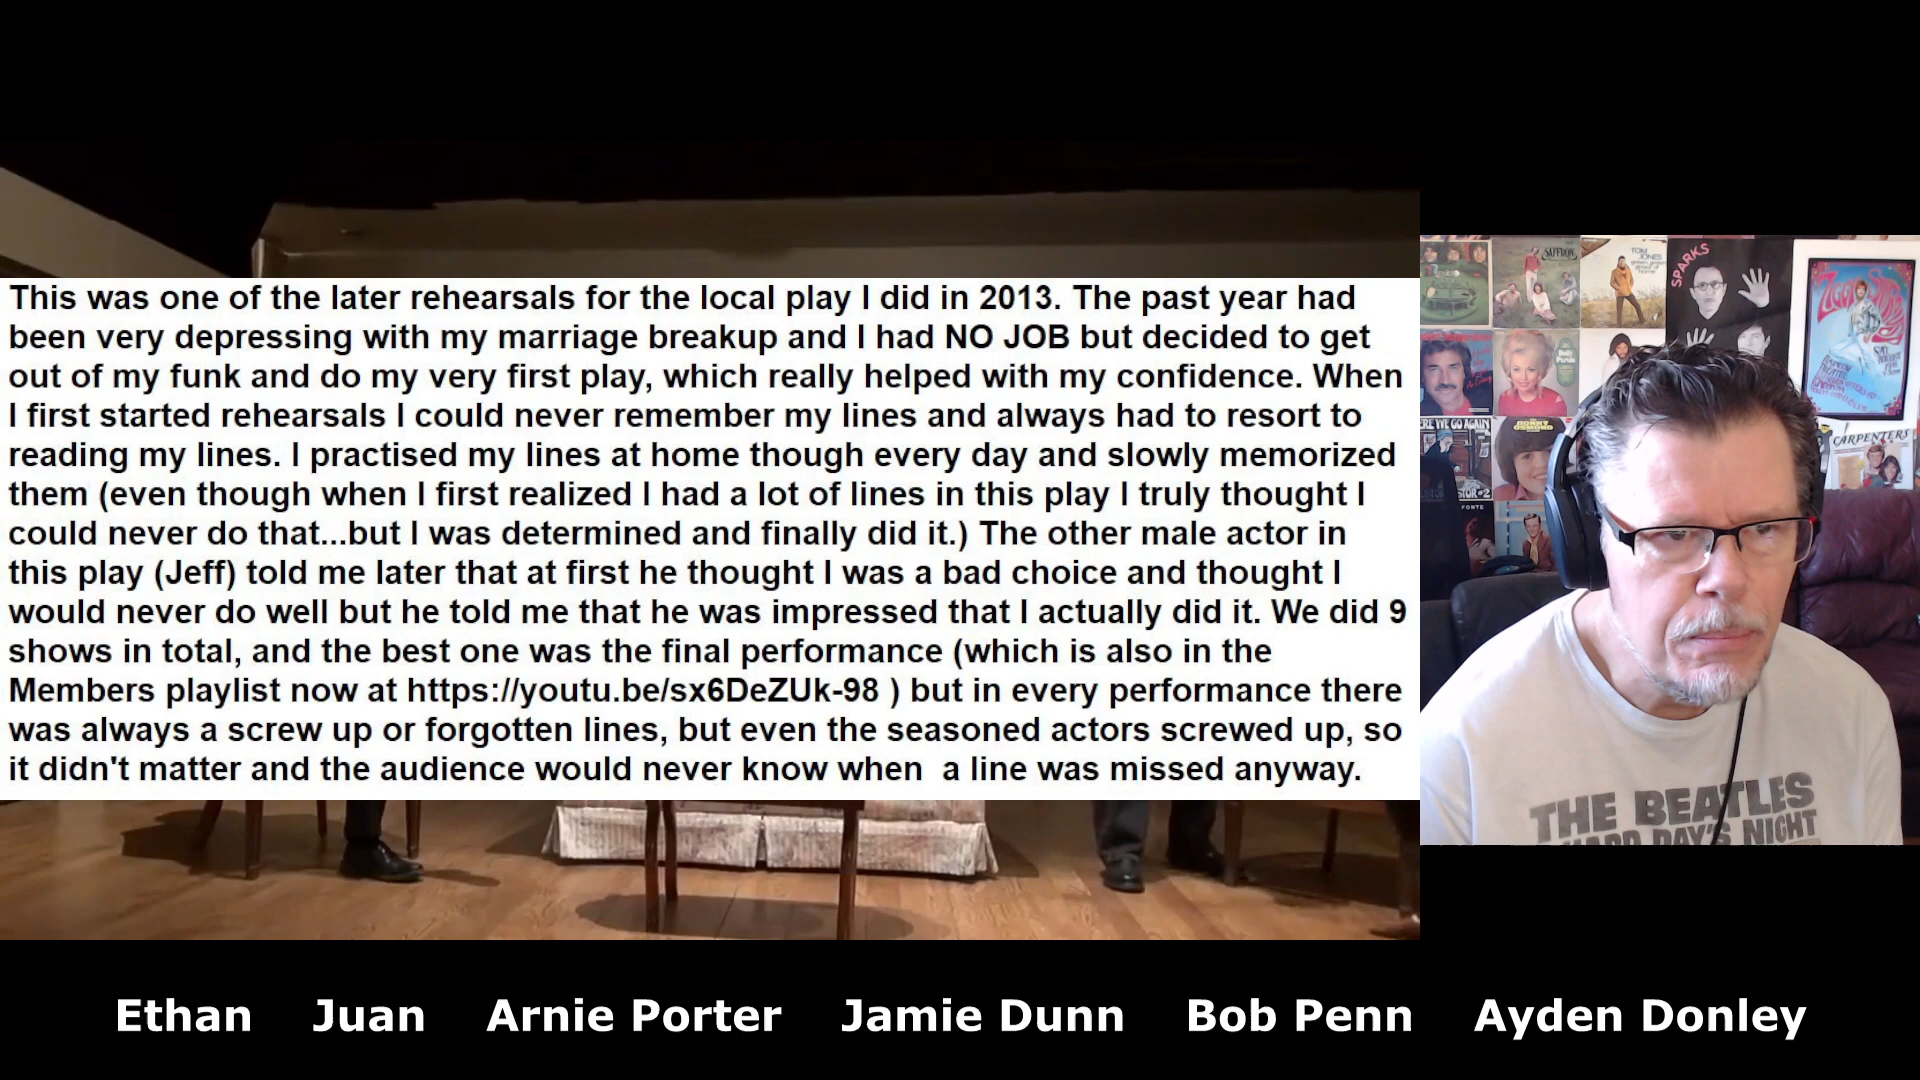 This was one of the later rehearsals for the local play I did in 2013. The past year had
been very depressing with my marriage breakup and I had NO JOB but decided to get
out of my funk and do my very first play, which really helped with my confidence. When
I first started rehearsals I could never remember my lines and always had to resort to
reading my lines. I practised my lines at home though every day and slowly memorized
them (even though when I first realized I had a lot of lines in this play I truly thought I
could never do that...but I was determined and finally did it.) The other male actor in
this play (Jeff) told me later that at first he thought I was a bad choice and thought I
would never do well but he told me that he was impressed that I actually did it. We did 9
shows in total, and the best one was the final performance (which is also in the
Members playlist now at https://youtu.be/sx6DeZUk-98 ) but in every performance there
was always a screw up or forgotten lines, but even the seasoned actors screwed up, so
it didn't matter and the audience would never know when  a line was missed anyway.
SAFFRON
TOM JONES
SPARKS
DONNY OSMOND
CARPENTERS
THE BEATLES
HARD DAY'S NIGHT
Ethan Juan Arnie Porter Jamie Dunn Bob Penn Ayden Donley